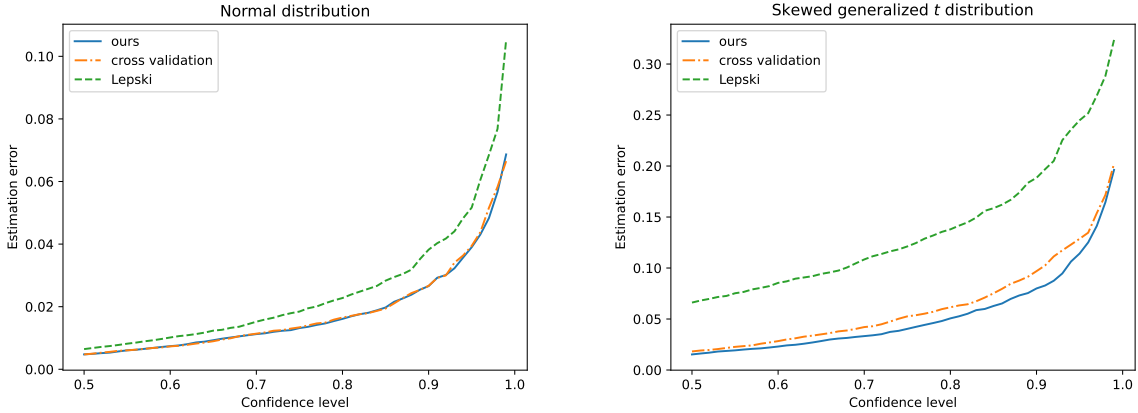 Normal distribution
ours
cross validation
Lepski
Estimation error
0.10
0.08
0.06
0.04
0.02
0.00
0.5 0.6 0.7 0.8 0.9 1.0
Confidence level
Skewed generalized t distribution
ours
cross validation
Lepski
Estimation error
0.30
0.25
0.20
0.15
0.10
0.05
0.00
0.5 0.6 0.7 0.8 0.9 1.0
Confidence level